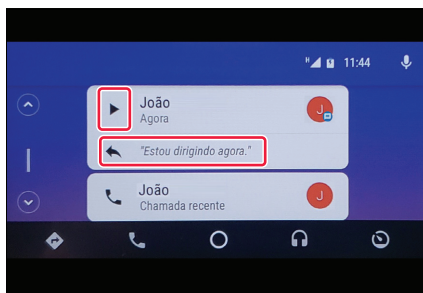 H 11:44
João
Agora
J
"Estou dirigindo agora."
João
Chamada recente
J